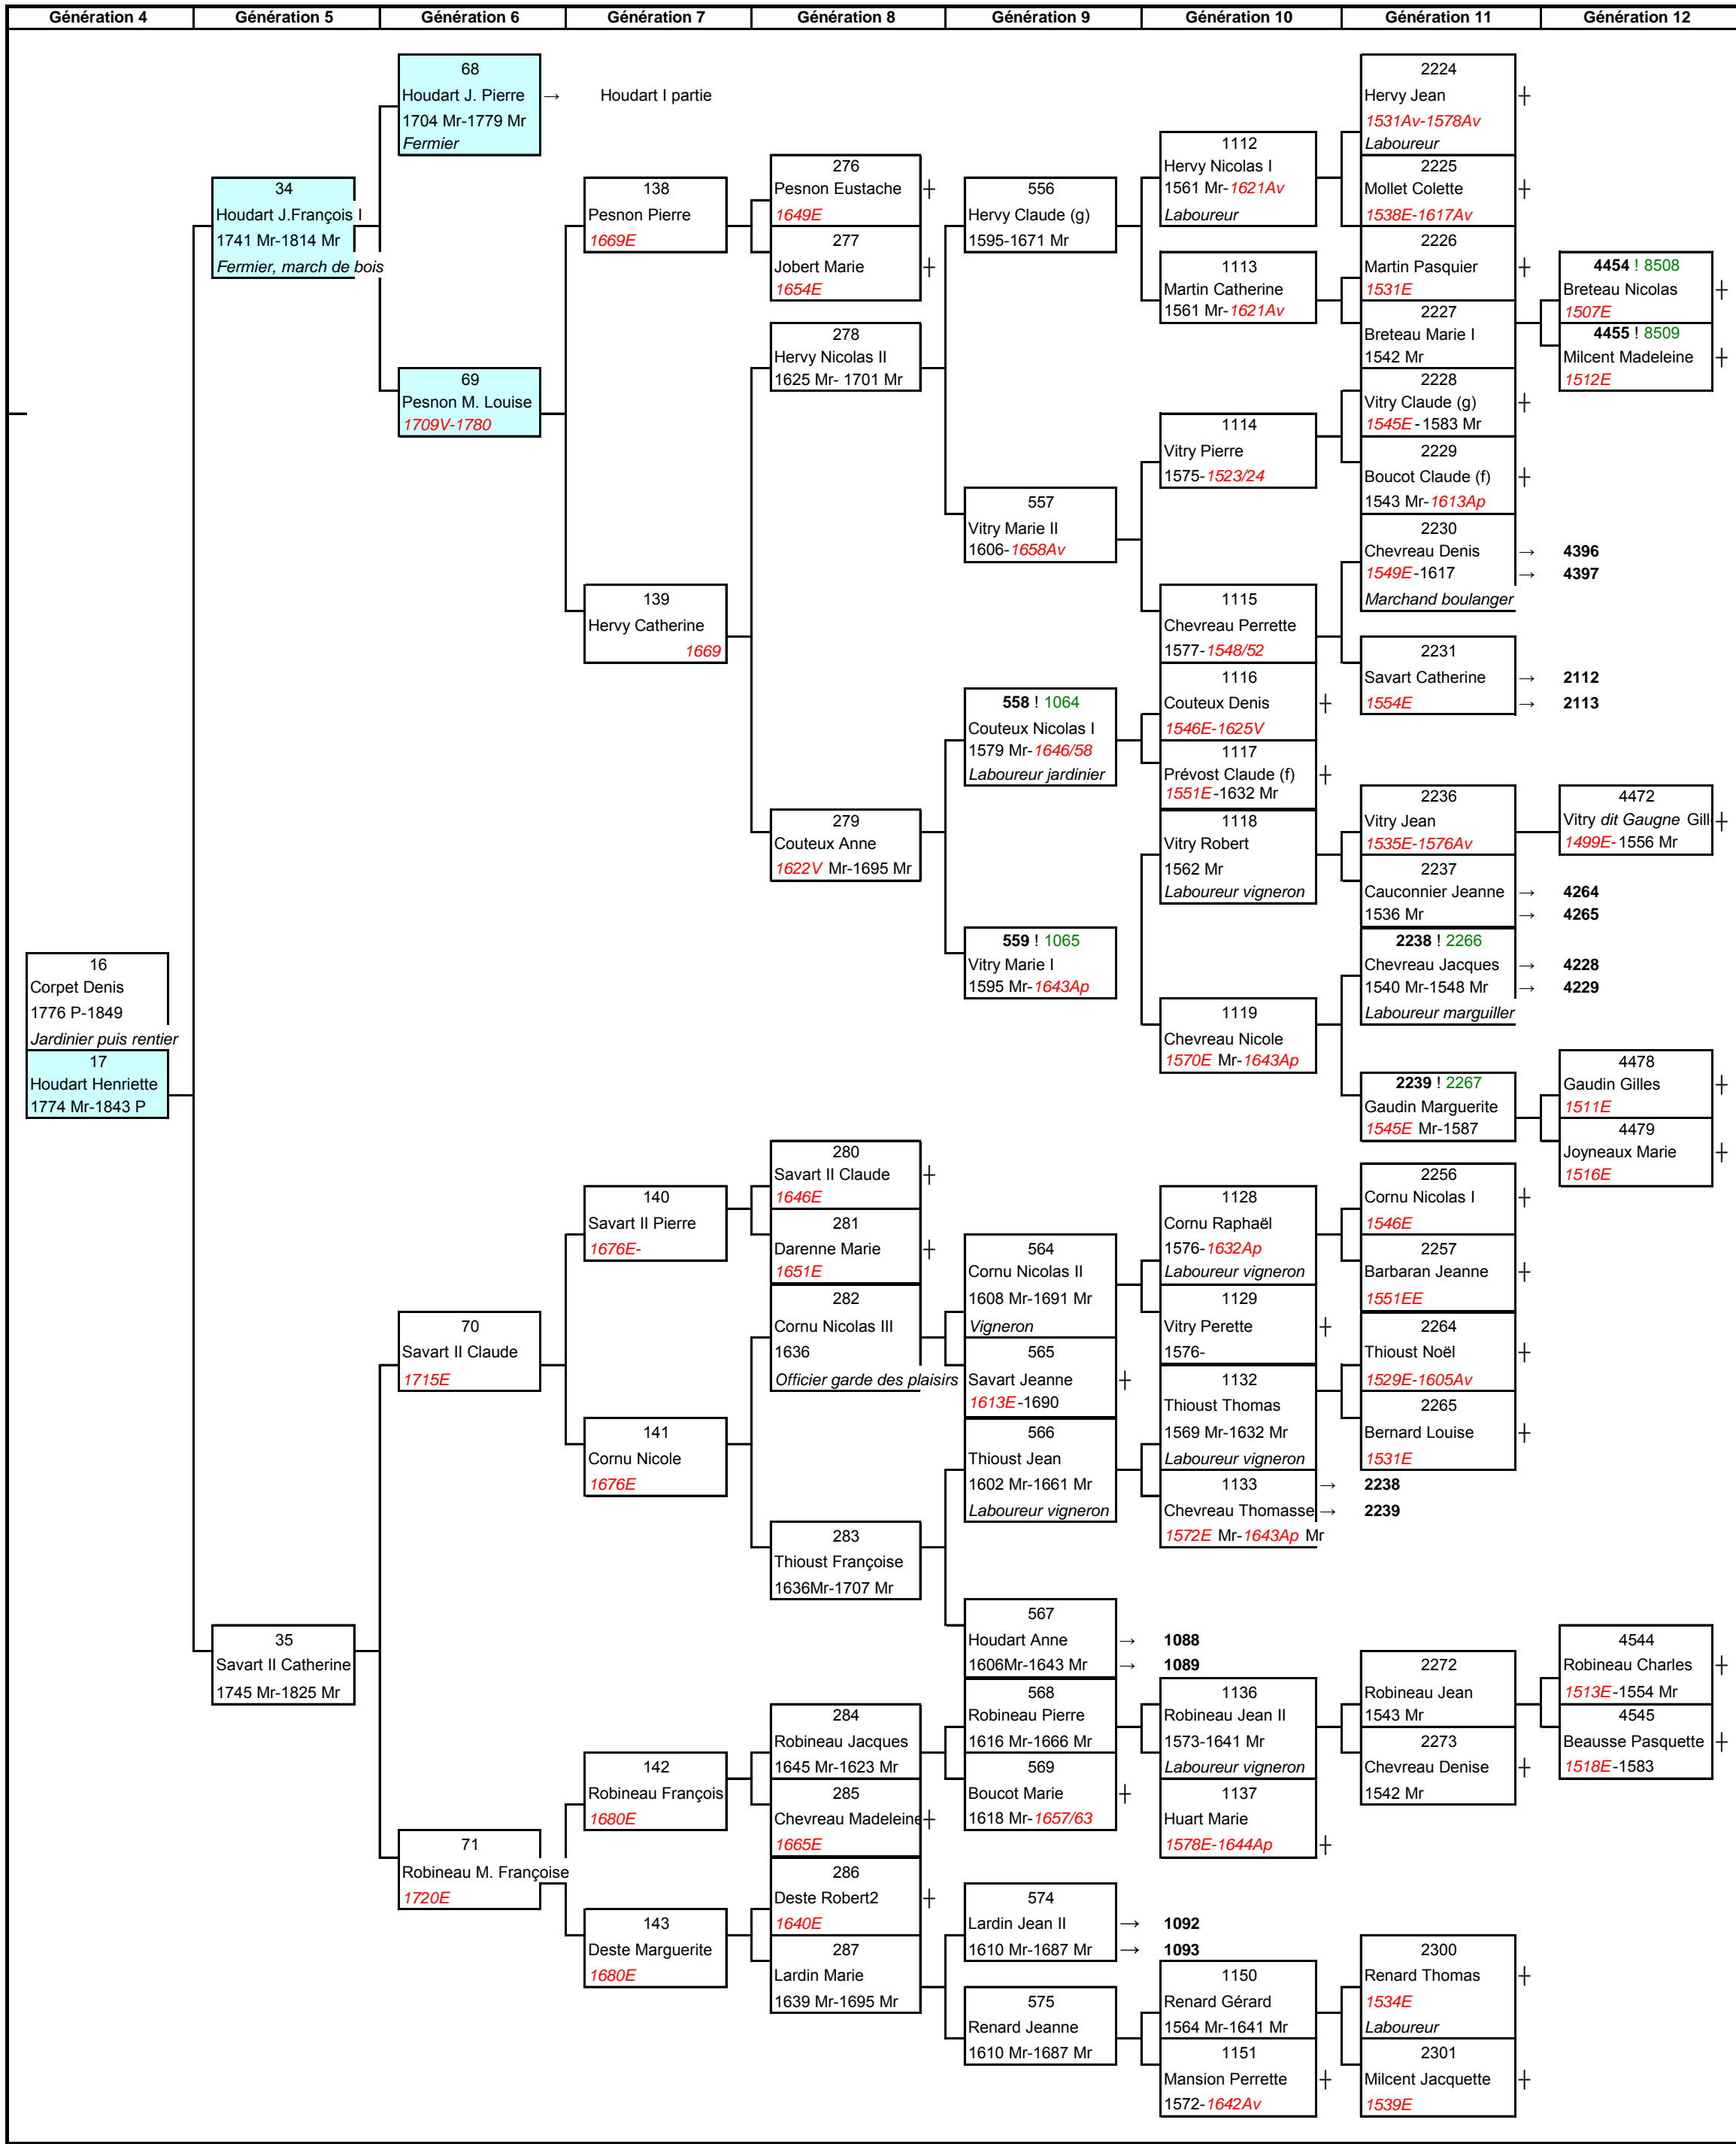 Génération 4
Génération 5
Génération 6
Génération 7
Génération 8
Génération 9
Génération 10
Génération 11
Génération 12
16
Corpet Denis
1776 P-1849
Jardinier puis rentier
17
Houdart Henriette
1774 Mr-1843 P
34
Houdart J.François I
1741 Mr-1814 Mr
Fermier, march de bois
35
Savart II Catherine
1745 Mr-1825 Mr
68
Houdart J. Pierre → Houdart I partie
1704 Mr-1779 Mr
Fermier
69
Pesnon M. Louise
1709V-1780
70
Savart II Claude
1715E
71
Robineau M. Françoise
1720E
138
Pesnon Pierre
1669E
139
Hervy Catherine
1669
140
Savart II Pierre
1676E-
141
Cornu Nicole
1676E
142
Robineau François
1680E
143
Deste Marguerite
1680E
276
Pesnon Eustache
1649E
277
Jobert Marie
1654E
278
Hervy Nicolas II
1625 Mr- 1701 Mr
279
Couteux Anne
1622V Mr-1695 Mr
280
Savart II Claude
1646E
281
Darenne Marie
1651E
282
Cornu Nicolas III
1636
Officier garde des plaisirs
283
Thioust Françoise
1636Mr-1707 Mr
284
Robineau Jacques
1645 Mr-1623 Mr
285
Chevreau Madeleine
1665E
286
Deste Robert2
1640E
287
Lardin Marie
1639 Mr-1695 Mr
556
Hervy Claude (g)
1595-1671 Mr
557
Vitry Marie II
1606-1658Av
558 ! 1064
Couteux Nicolas I
1579 Mr-1646/58
Laboureur jardinier
559 ! 1065
Vitry Marie I
1595 Mr-1643Ap
564
Cornu Nicolas II
1608 Mr-1691 Mr
Vigneron
565
Savart Jeanne
1613E-1690
566
Thioust Jean
1602 Mr-1661 Mr
Laboureur vigneron
567
Houdart Anne → 1088
1606Mr-1643 Mr → 1089
568
Robineau Pierre
1616 Mr-1666 Mr
569
Boucot Marie
1618 Mr-1657/63
574
Lardin Jean II → 1092
1610 Mr-1687 Mr → 1093
575
Renard Jeanne
1610 Mr-1687 Mr
1112
Hervy Nicolas I
1561 Mr-1621Av
Laboureur
1113
Martin Catherine
1561 Mr-1621Av
1114
Vitry Pierre
1575-1523/24
1115
Chevreau Perrette
1577-1548/52
1116
Couteux Denis
1546E-1625V
1117
Prévost Claude (f)
1551E-1632 Mr
1118
Vitry Robert
1562 Mr
Laboureur vigneron
1119
Chevreau Nicole
1570E Mr-1643Ap
1128
Cornu Raphaël
1576-1632Ap
Laboureur vigneron
1129
Vitry Perette
1576-
1132
Thioust Thomas
1569 Mr-1632 Mr
Laboureur vigneron
1133 → 2238
Chevreau Thomasse → 2239
1572E Mr-1643Ap Mr
1136
Robineau Jean II
1573-1641 Mr
Laboureur vigneron
1137
Huart Marie
1578E-1644Ap
1150
Renard Gérard
1564 Mr-1641 Mr
1151
Mansion Perrette
1572-1642Av
2224
Hervy Jean
1531Av-1578Av
Laboureur
2225
Mollet Colette
1538E-1617Av
2226
Martin Pasquier
1531E
2227
Breteau Marie I
1542 Mr
2228
Vitry Claude (g)
1545E - 1583 Mr
2229
Boucot Claude (f)
1543 Mr-1613Ap
2230
Chevreau Denis → 4396
1549E-1617 → 4397
Marchand boulanger
2231
Savart Catherine → 2112
1554E → 2113
2236
Vitry Jean
1535E-1576Av
2237
Cauconnier Jeanne → 4264
1536 Mr → 4265
2238 ! 2266
Chevreau Jacques → 4228
1540 Mr-1548 Mr → 4229
Laboureur marguiller
2239 ! 2267
Gaudin Marguerite
1545E Mr-1587
2256
Cornu Nicolas I
1546E
2257
Barbaran Jeanne
1551EE
2264
Thioust Noël
1529E-1605Av
2265
Bernard Louise
1531E
2272
Robineau Jean
1543 Mr
2273
Chevreau Denise
1542 Mr
2300
Renard Thomas
1534E
Laboureur
2301
Milcent Jacquette
1539E
4454 ! 8508
Breteau Nicolas
1507E
4455 ! 8509
Milcent Madeleine
1512E
4472
Vitry dit Gaugne Gill
1499E- 1556 Mr
4478
Gaudin Gilles
1511E
4479
Joyneaux Marie
1516E
4544
Robineau Charles
1513E-1554 Mr
4545
Beausse Pasquette
1518E-1583